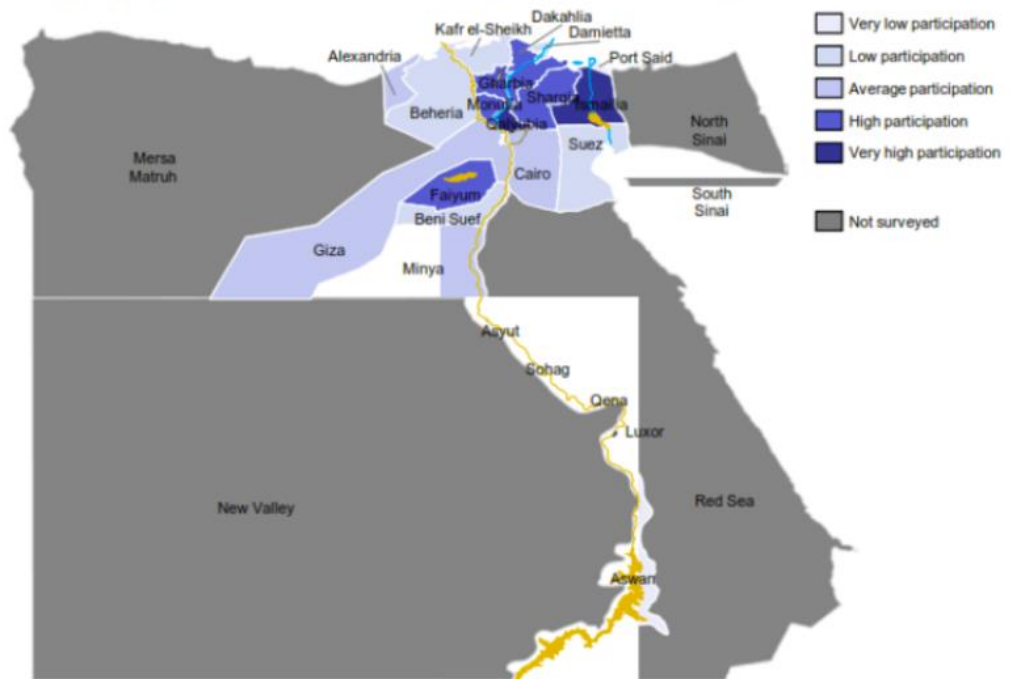 Dakahlia
Kafr el-Sheikh
Damietta
Alexandria
Port Said
Gharbia
Monufia
Sharqia
Ismailia
Beheria
Qalyubia
Suez
North
Sinai
Mersa
Matruh
Cairo
Faiyum
South
Sinai
Beni Suef
Giza
Minya
Asyut
Sohag
Qena
Luxor
New Valley
Red Sea
Aswan
Very low participation
Low participation
Average participation
High participation
Very high participation
Not surveyed